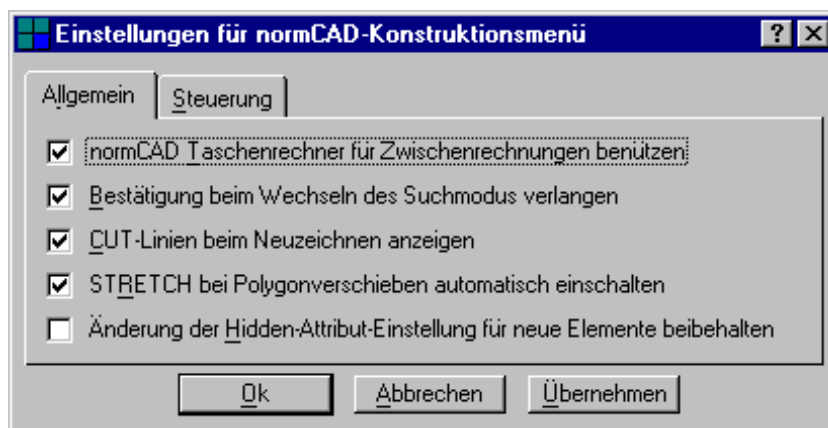 Einstellungen für normCAD-Konstruktionsmenü
Allgemein Steuerung
normCAD Taschenrechner für Zwischenrechnungen benützen
Bestätigung beim Wechseln des Suchmodus verlangen
CUT-Linien beim Neuzeichnen anzeigen
STRETCH bei Polygonverschieben automatisch einschalten
Änderung der Hidden-Attribut-Einstellung für neue Elemente beibehalten
Ok Abbrechen Übernehmen